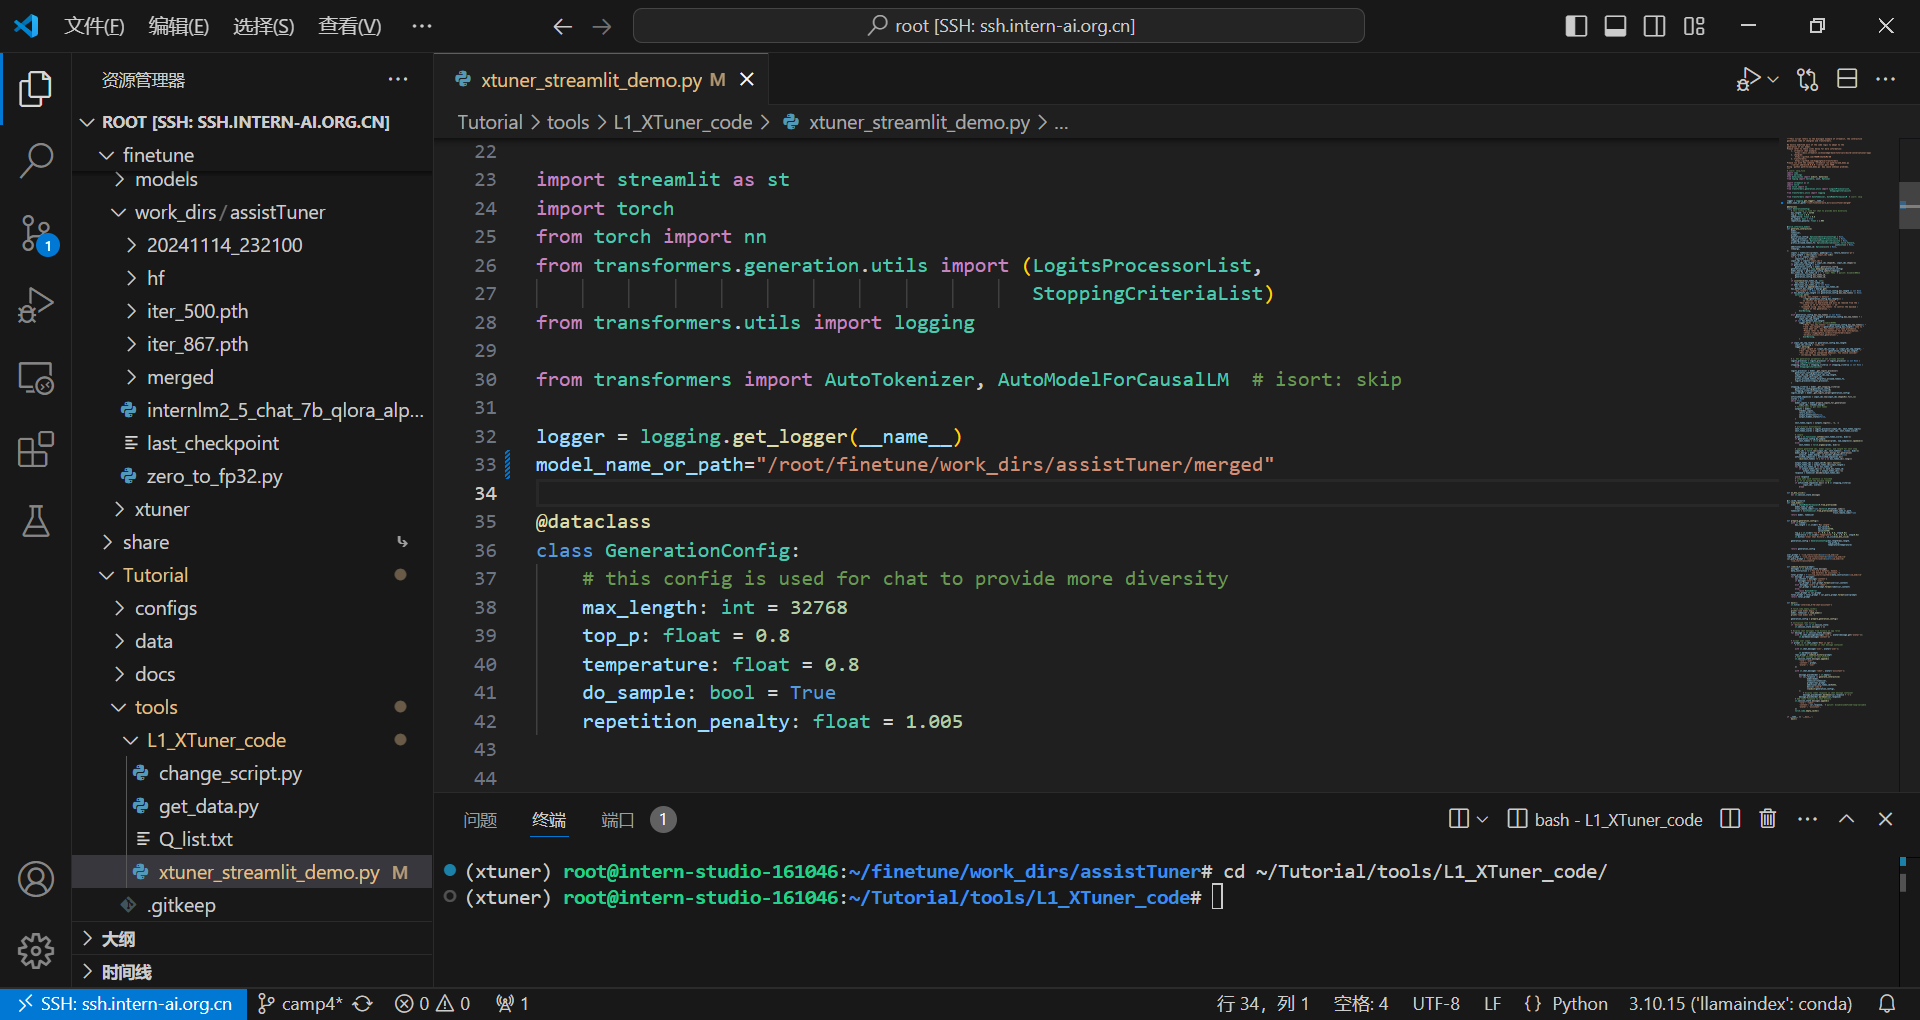 文件(F) 编辑(E) 选择(S) 查看(V) ···
root [SSH: ssh.intern-ai.org.cn]
资源管理器
ROOT [SSH: SSH.INTERN-AI.ORG.CN]
finetune
models
work_dirs/assistTuner
20241114_232100
hf
iter_500.pth
iter_867.pth
merged
internlm2_5_chat_7b_qlora_alp...
last_checkpoint
zero_to_fp32.py
xtuner
share
Tutorial
configs
data
docs
tools
L1_XTuner_code
change_script.py
get_data.py
Q_list.txt
xtuner_streamlit_demo.py M
.gitkeep
大纲
时间线
1
xtuner_streamlit_demo.py M
Tutorial > tools > L1_XTuner_code > xtuner_streamlit_demo.py > ...
22
23 import streamlit as st
24 import torch
25 from torch import nn
26 from transformers.generation.utils import (LogitsProcessorList,
27 StoppingCriteriaList)
28 from transformers.utils import logging
29
30 from transformers import AutoTokenizer, AutoModelForCausalLM  # isort: skip
31
32 logger = logging.get_logger(__name__)
33 model_name_or_path="/root/finetune/work_dirs/assistTuner/merged"
34
35 @dataclass
36 class GenerationConfig:
37 # this config is used for chat to provide more diversity
38 max_length: int = 32768
39 top_p: float = 0.8
40 temperature: float = 0.8
41 do_sample: bool = True
42 repetition_penalty: float = 1.005
43
44
问题 终端 端口 1
bash - L1_XTuner_code
(xtuner) root@intern-studio-161046:~/finetune/work_dirs/assistTuner# cd ~/Tutorial/tools/L1_XTuner_code/
(xtuner) root@intern-studio-161046:~/Tutorial/tools/L1_XTuner_code#
SSH: ssh.intern-ai.org.cn camp4* 0 0 1 行 34，列 1 空格: 4 UTF-8 LF {} Python 3.10.15 ('llamaindex': conda)